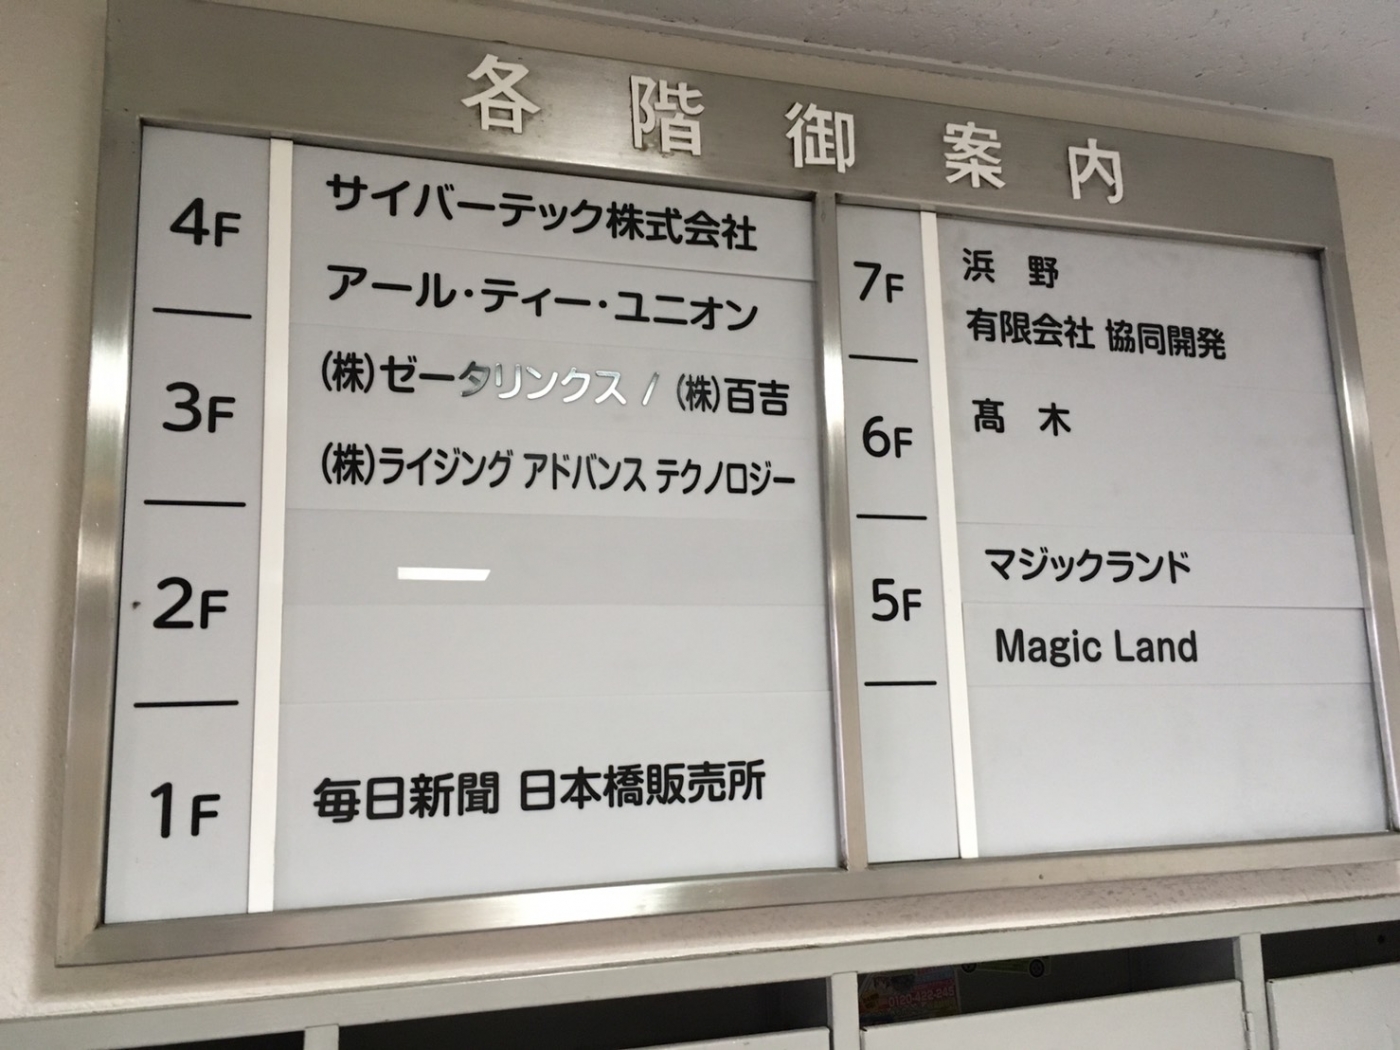 各階御案内
4F
サイバーテック株式会社
アール・ティー・ユニオン
3F
(株)ゼータリンクス / (株)百吉
(株)ライジング アドバンス テクノロジー
2F
1F
毎日新聞 日本橋販売所
7F
浜 野
有限会社 協同開発
6F
髙 木
5F
マジックランド
Magic Land
0120-422-245